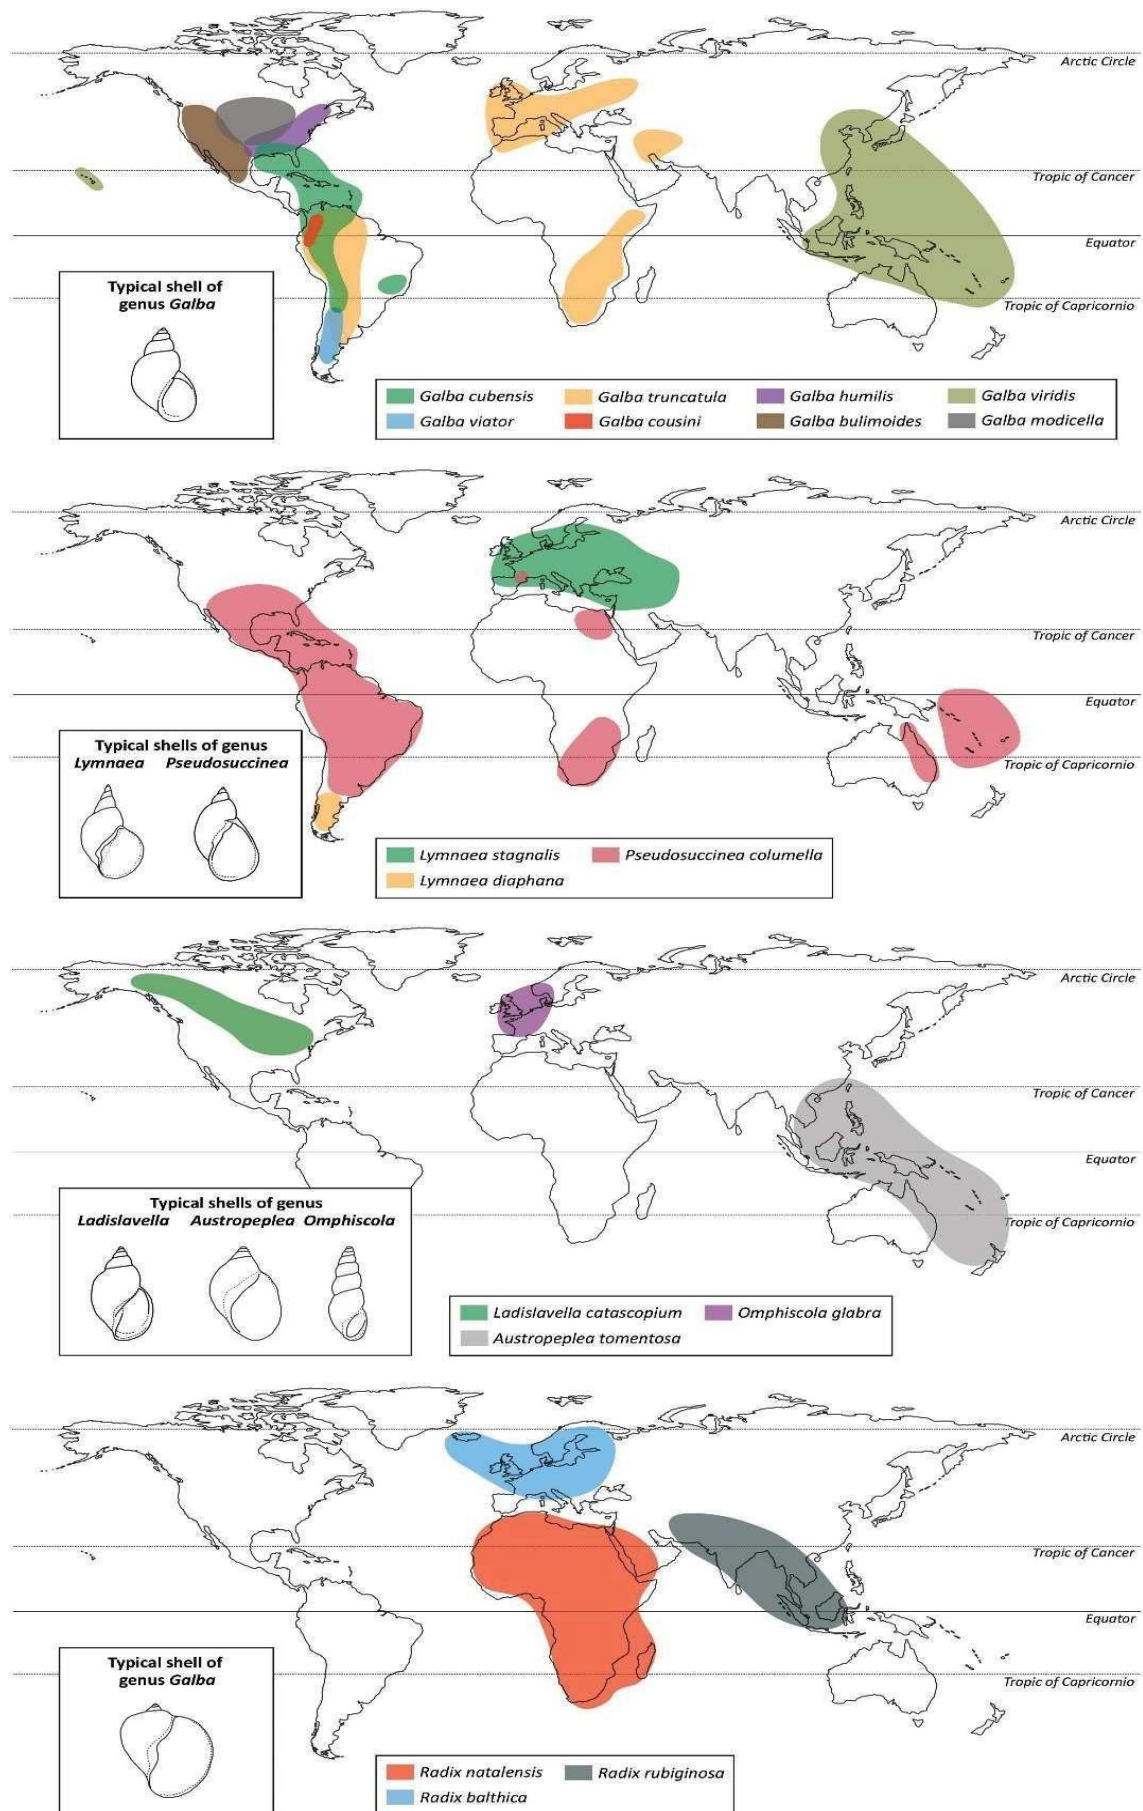 Arctic Circle
Tropic of Cancer
Equator
Tropic of Capricornio
Typical shell of
genus Galba
Galba cubensis
Galba truncatula
Galba humilis
Galba viridis
Galba viator
Galba cousini
Galba bulimoides
Galba modicella
Arctic Circle
Tropic of Cancer
Equator
Tropic of Capricornio
Typical shells of genus
Lymnaea Pseudosuccinea
Lymnaea stagnalis
Pseudosuccinea columella
Lymnaea diaphana
Arctic Circle
Tropic of Cancer
Equator
Tropic of Capricornio
Typical shells of genus
Ladislavella Austropeplea Omphiscola
Ladislavella catascopium
Omphiscola glabra
Austropeplea tomentosa
Arctic Circle
Tropic of Cancer
Equator
Tropic of Capricornio
Typical shell of
genus Galba
Radix natalensis
Radix rubiginosa
Radix balthica